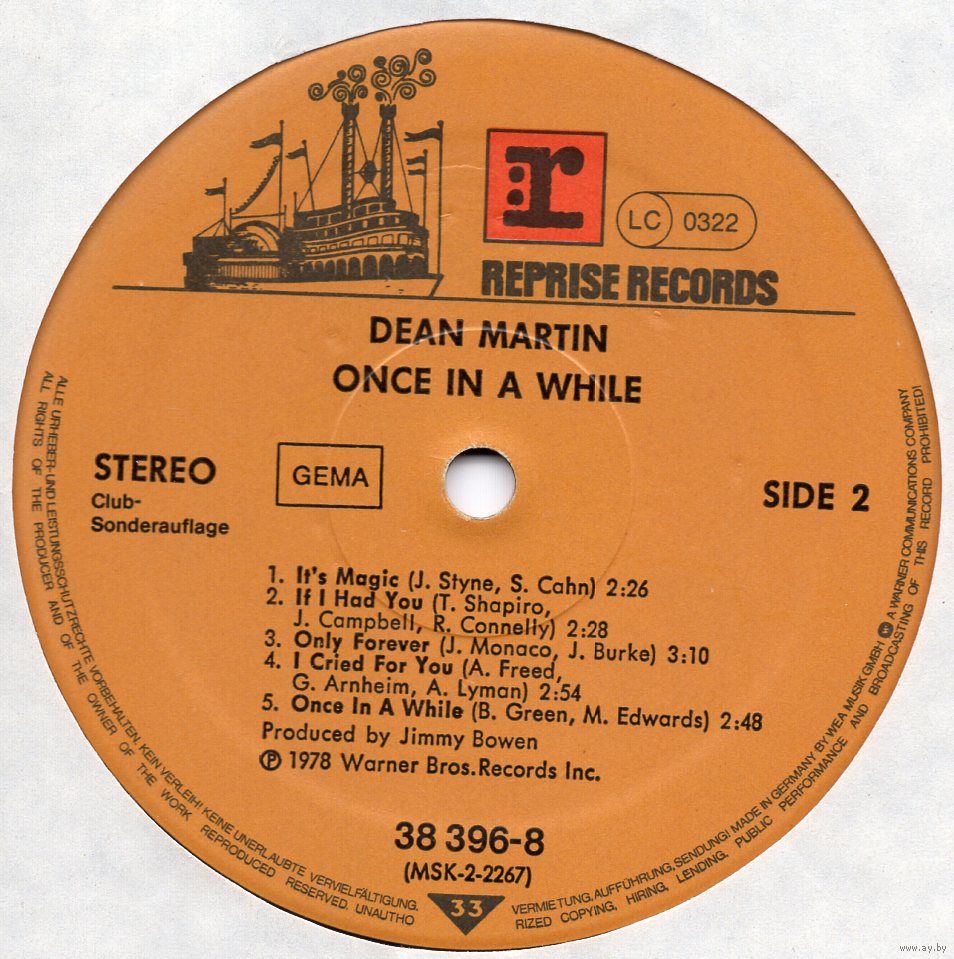 r
LC 0322
REPRISE RECORDS
DEAN MARTIN
ONCE IN A WHILE
STEREO
Club-
Sonderauflage
GEMA
SIDE 2
1. It's Magic (J. Styne, S. Cahn) 2:26
2. If I Had You (T. Shapiro,
J. Campbell, R. Connelly) 2:28
3. Only Forever (J. Monaco, J. Burke) 3:10
4. I Cried For You (A. Freed,
G. Arnheim, A. Lyman) 2:54
5. Once In A While (B. Green, M. Edwards) 2:48
Produced by Jimmy Bowen
℗ 1978 Warner Bros.Records Inc.
38 396-8
(MSK-2-2267)
33
ALLE URHEBER- UND LEISTUNGSSCHUTZRECHTE VORBEHALTEN. KEIN VERLEIH! KEINE UNERLAUBTE VERVIELFÄLTIGUNG,
VERMIETUNG, AUFFÜHRUNG, SENDUNG! MADE IN GERMANY BY WEA MUSIK GMBH A WARNER COMMUNICATIONS COMPANY
ALL RIGHTS OF THE PRODUCER AND OF THE OWNER OF THE WORK REPRODUCED RESERVED. UNAUTHO
RIZED COPYING, HIRING, LENDING, PUBLIC PERFORMANCE AND BROADCASTING OF THIS RECORD PROHIBITED!
www.ay.by